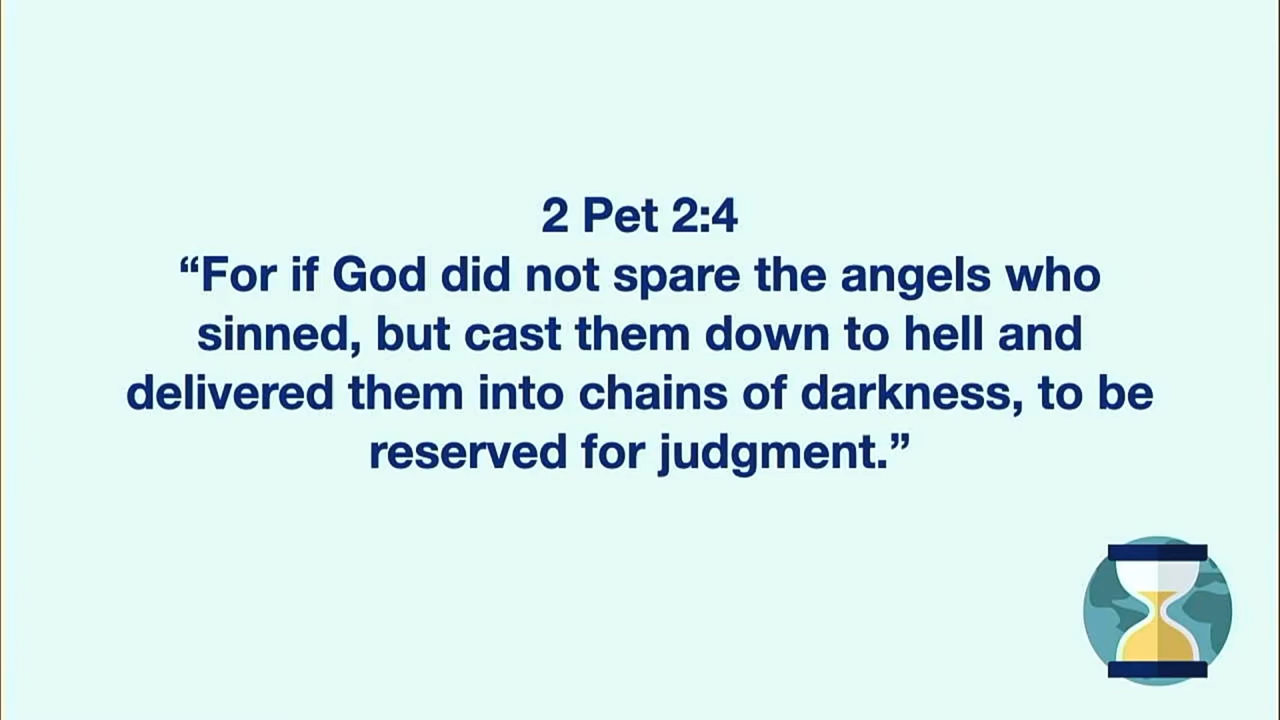 2 Pet 2:4
“For if God did not spare the angels who
sinned, but cast them down to hell and
delivered them into chains of darkness, to be
reserved for judgment.”